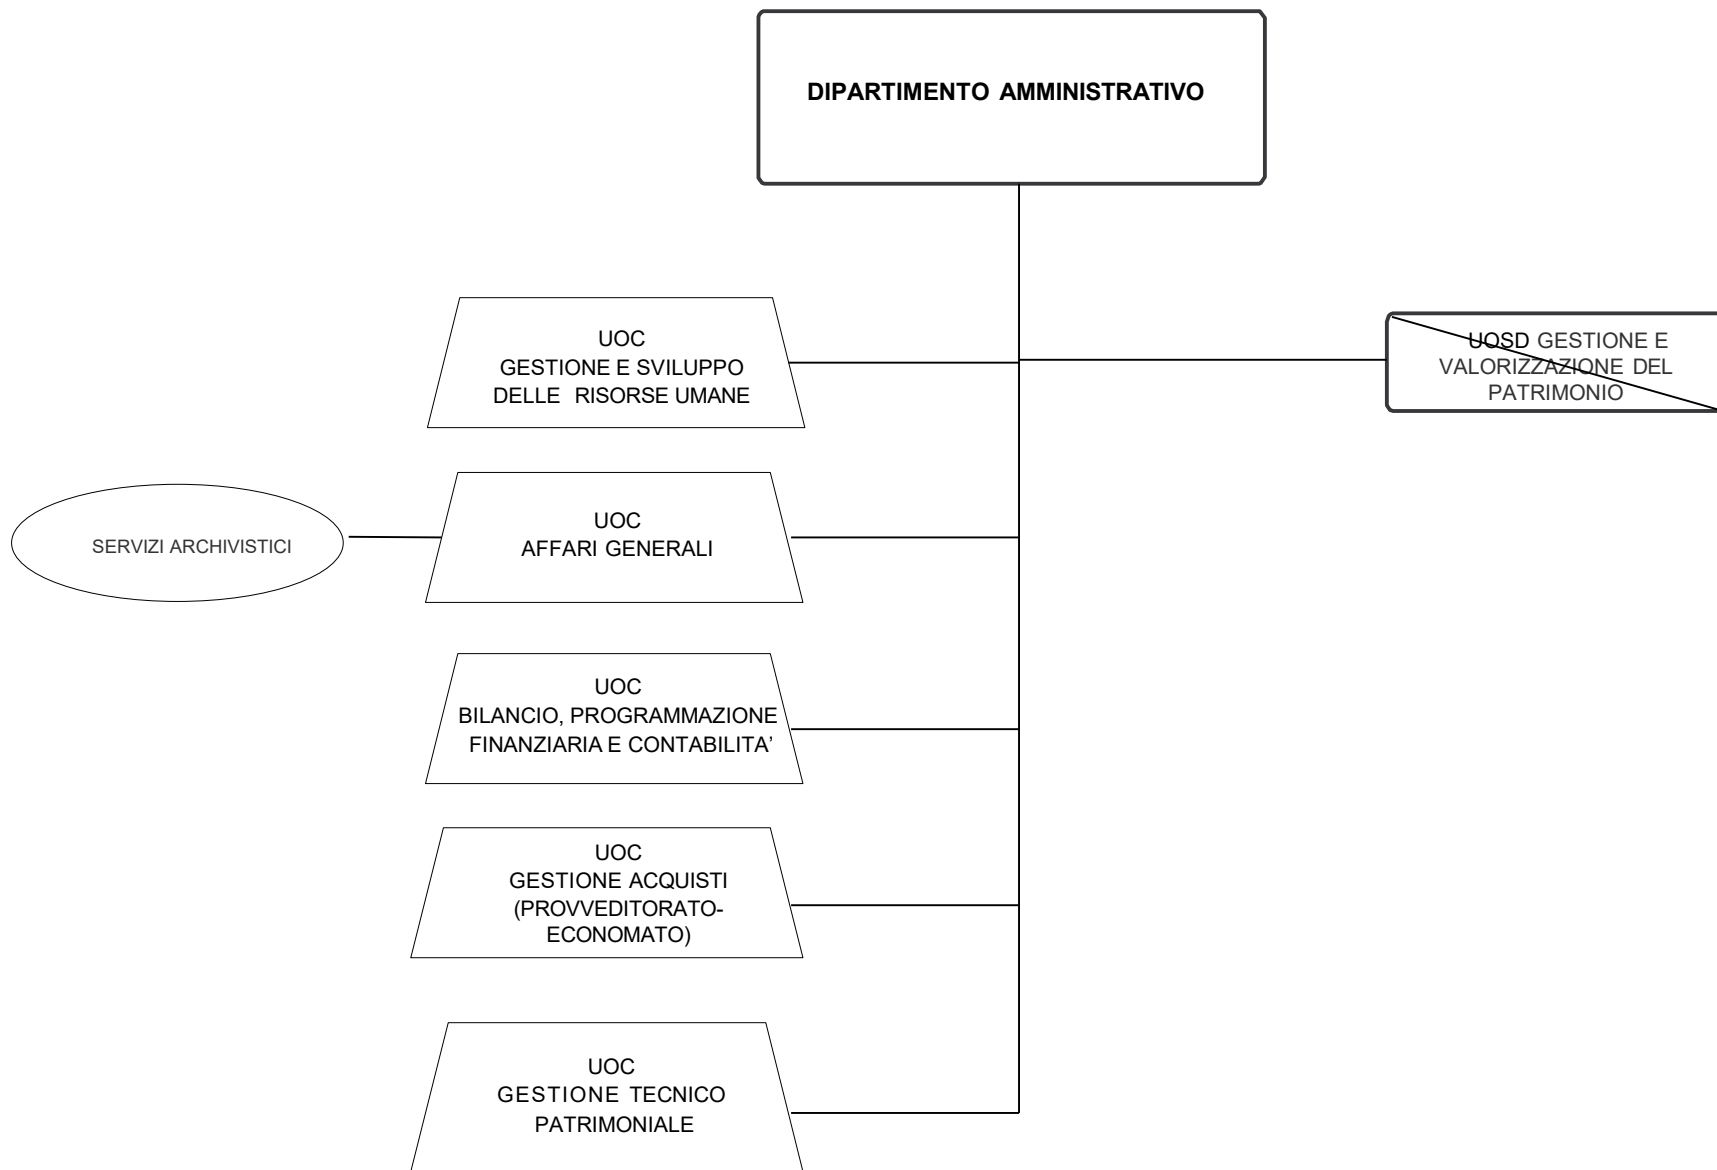 DIPARTIMENTO AMMINISTRATIVO
UOC
GESTIONE E SVILUPPO
DELLE RISORSE UMANE
UOSD GESTIONE E
VALORIZZAZIONE DEL
PATRIMONIO
SERVIZI ARCHIVISTICI
UOC
AFFARI GENERALI
UOC
BILANCIO, PROGRAMMAZIONE
FINANZIARIA E CONTABILITA’
UOC
GESTIONE ACQUISTI
(PROVVEDITORATO-
ECONOMATO)
UOC
GESTIONE TECNICO
PATRIMONIALE